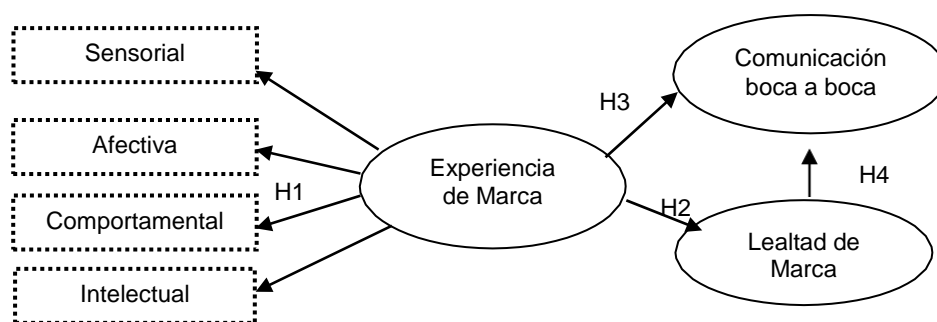 Sensorial
Afectiva
Comportamental
Intelectual
H1
Experiencia
de Marca
H3
H2
Comunicación
boca a boca
H4
Lealtad de
Marca